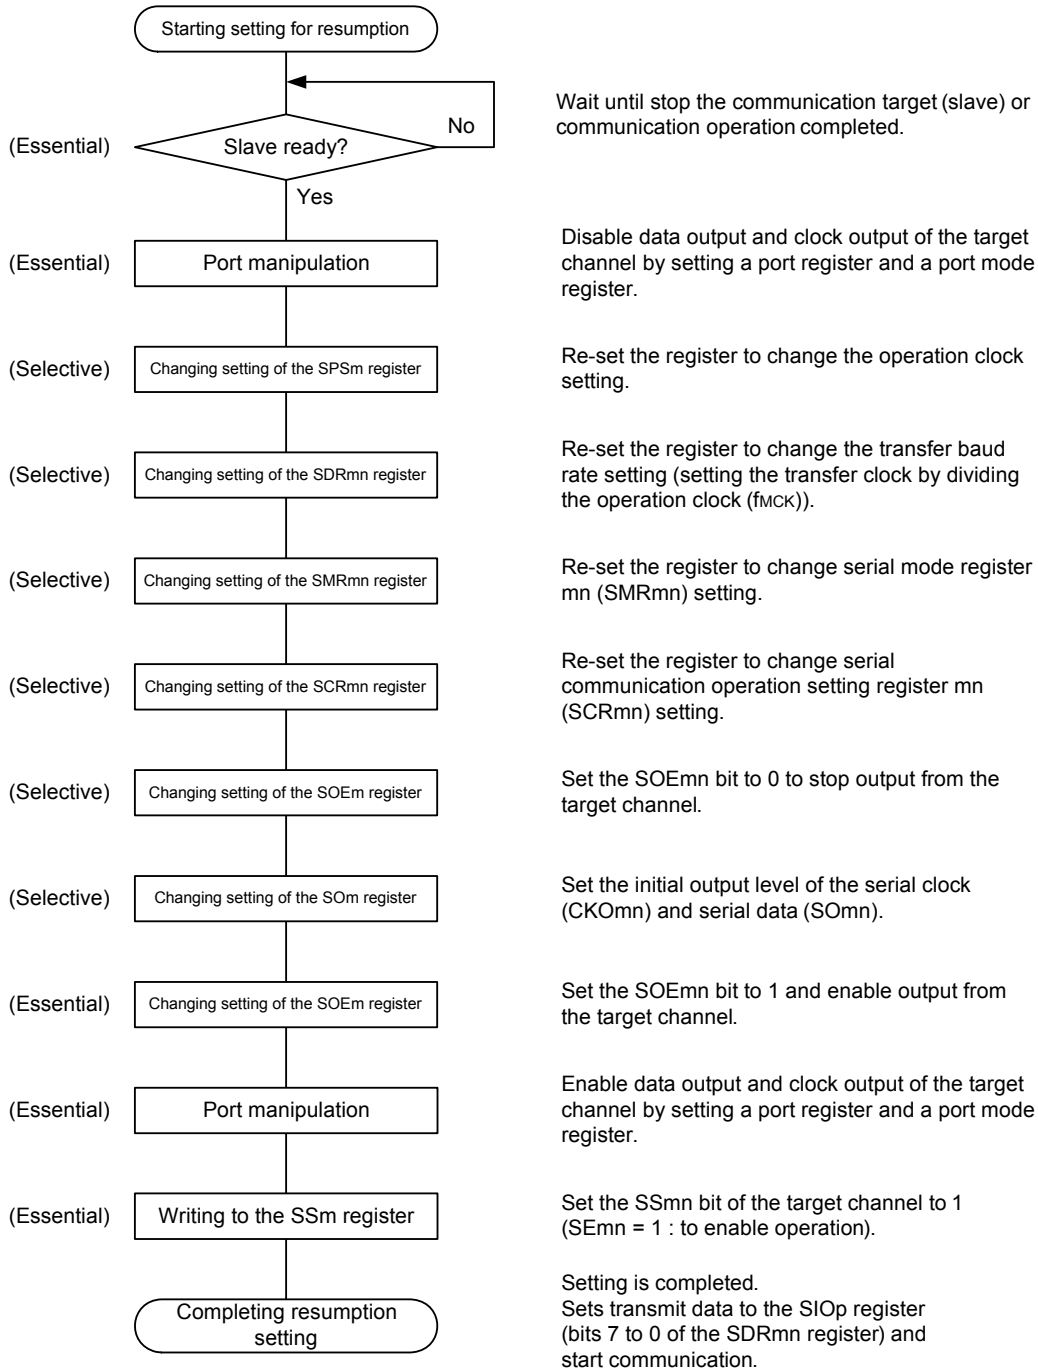 Starting setting for resumption
Wait until stop the communication target (slave) or
communication operation completed.
(Essential)
Slave ready?
No
Yes
(Essential)
Port manipulation
Disable data output and clock output of the target
channel by setting a port register and a port mode
register.
(Selective)
Changing setting of the SPSm register
Re-set the register to change the operation clock
setting.
(Selective)
Changing setting of the SDRmn register
Re-set the register to change the transfer baud
rate setting (setting the transfer clock by dividing
the operation clock (fMCK)).
(Selective)
Changing setting of the SMRmn register
Re-set the register to change serial mode register
mn (SMRmn) setting.
(Selective)
Changing setting of the SCRmn register
Re-set the register to change serial
communication operation setting register mn
(SCRmn) setting.
(Selective)
Changing setting of the SOEm register
Set the SOEmn bit to 0 to stop output from the
target channel.
(Selective)
Changing setting of the SOm register
Set the initial output level of the serial clock
(CKOmn) and serial data (SOmn).
(Essential)
Changing setting of the SOEm register
Set the SOEmn bit to 1 and enable output from
the target channel.
(Essential)
Port manipulation
Enable data output and clock output of the target
channel by setting a port register and a port mode
register.
(Essential)
Writing to the SSm register
Set the SSmn bit of the target channel to 1
(SEmn = 1 : to enable operation).
Completing resumption
setting
Setting is completed.
Sets transmit data to the SIOp register
(bits 7 to 0 of the SDRmn register) and
start communication.